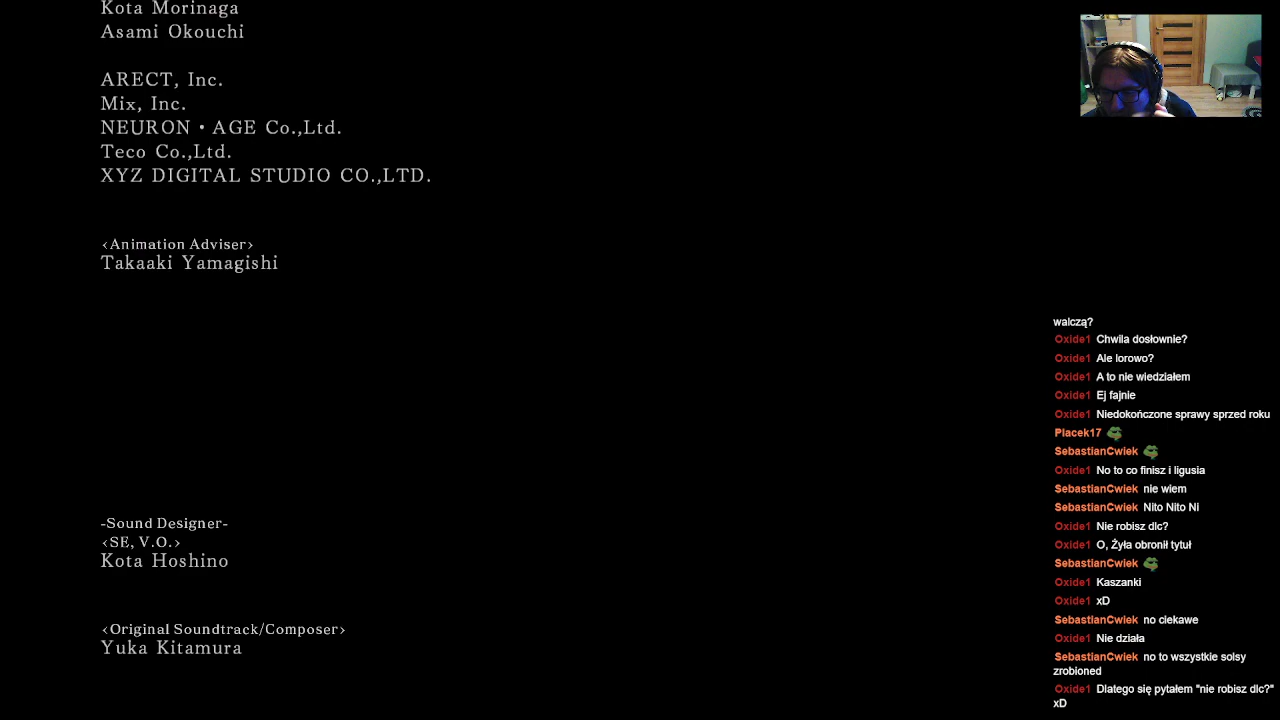 Kota Morinaga
Asami Okouchi
ARECT, Inc.
Mix, Inc.
NEURON・AGE Co.,Ltd.
Teco Co.,Ltd.
XYZ DIGITAL STUDIO CO.,LTD.
<Animation Adviser>
Takaaki Yamagishi
-Sound Designer-
<SE, V.O.>
Kota Hoshino
<Original Soundtrack/Composer>
Yuka Kitamura
walczą?
Oxide1 Chwila dosłownie?
Oxide1 Ale lorowo?
Oxide1 A to nie wiedziałem
Oxide1 Ej fajnie
Oxide1 Niedokończone sprawy sprzed roku
Placek17
SebastianCwiek
Oxide1 No to co finisz i ligusia
SebastianCwiek nie wiem
SebastianCwiek Nito Nito Ni
Oxide1 Nie robisz dlc?
Oxide1 O, Żyła obronił tytuł
SebastianCwiek
Oxide1 Kaszanki
Oxide1 xD
SebastianCwiek no ciekawe
Oxide1 Nie działa
SebastianCwiek no to wszystkie solsy
zrobioned
Oxide1 Dlatego się pytałem "nie robisz dlc?"
xD